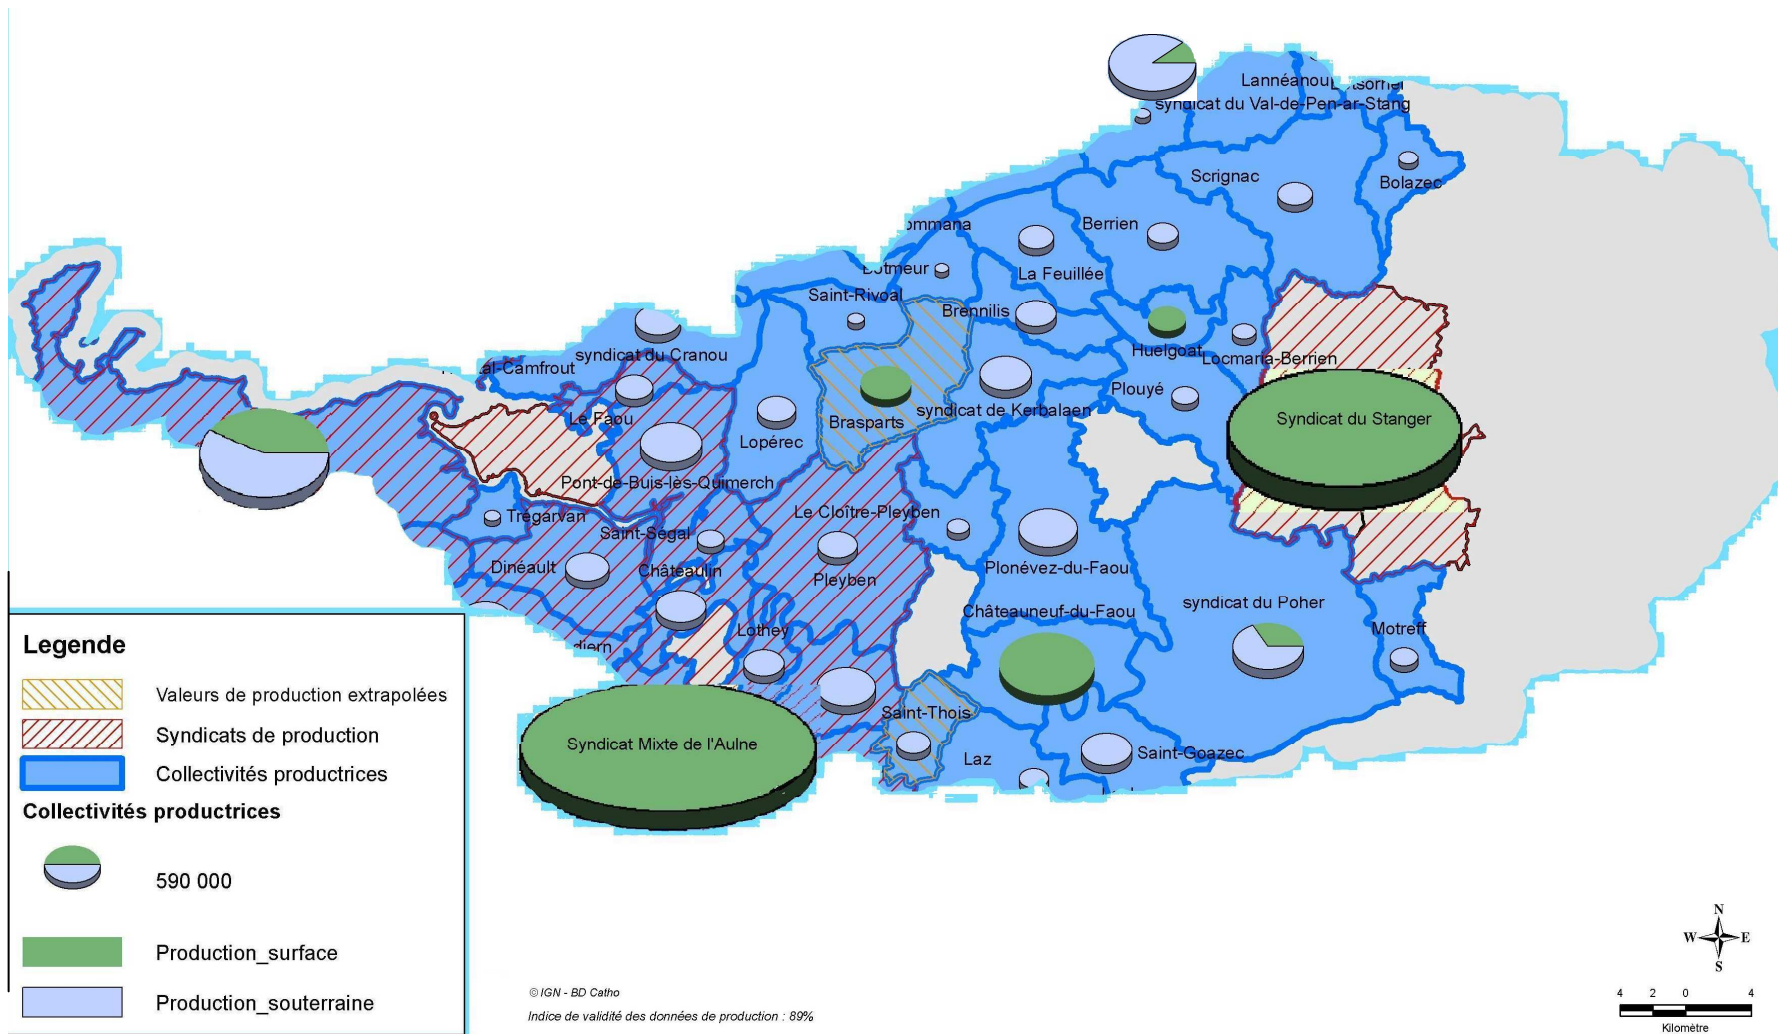 Lannéanou
syndicat du Val-de-Pen-ar-Stang
Scrignac
Bolazec
Berrien
La Feuillée
Saint-Rivoal
Brennilis
Huelgoat
Locmaria-Berrien
syndicat du Cranou
Le Faou
Lopérec
Brasparts
syndicat de Kerbalaen
Plouyé
Syndicat du Stanger
Pont-de-Buis-lès-Quimerch
Trégarvan
Saint-Ségal
Le Cloître-Pleyben
Dinéault
Châteaulin
Pleyben
Plonévez-du-Faou
Châteauneuf-du-Faou
syndicat du Poher
Motreff
Lothey
Saint-Thois
Syndicat Mixte de l'Aulne
Laz
Saint-Goazec
Legende
Valeurs de production extrapolées
Syndicats de production
Collectivités productrices
Collectivités productrices
590 000
Production_surface
Production_souterraine
© IGN - BD Catho
Indice de validité des données de production : 89%
N
W E
S
4 2 0 4
Kilomètre